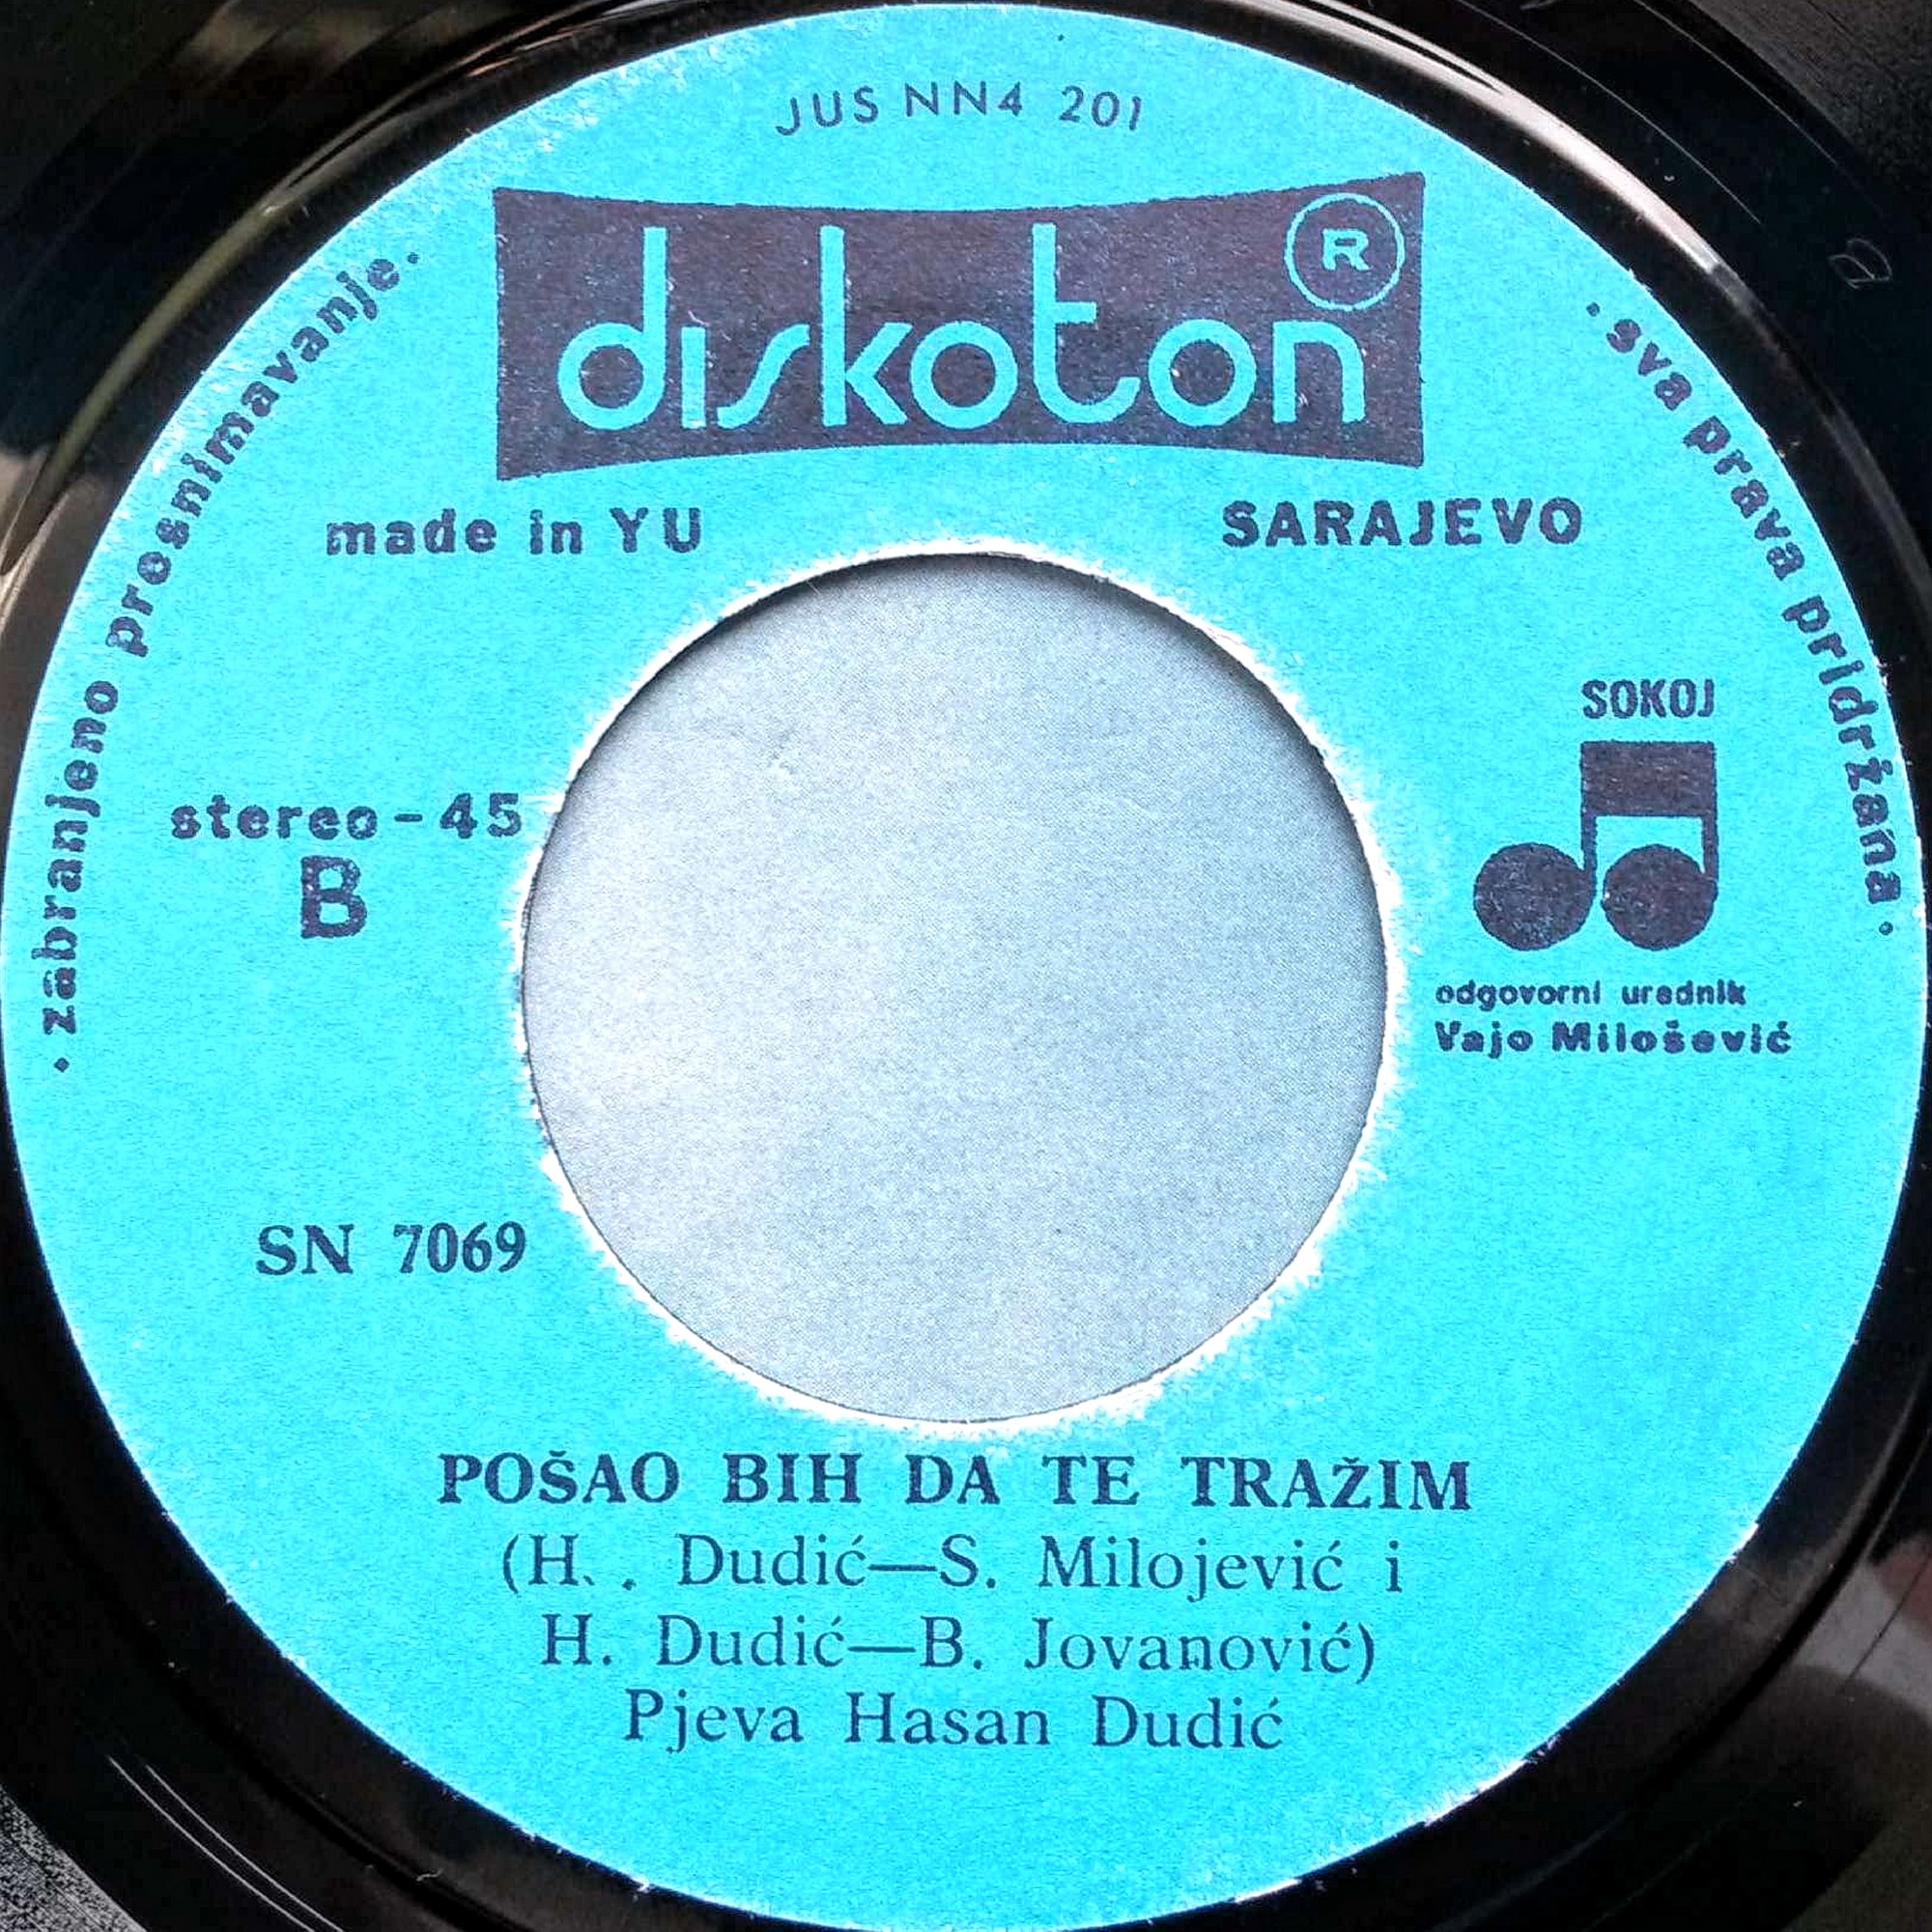 JUS NN4 201
diskoton ®
made in YU
SARAJEVO
· zabranjeno presnimavanje ·
· sva prava pridržana ·
SOKOJ
stereo-45
B
odgovorni urednik
Vajo Milošević
SN 7069
POŠAO BIH DA TE TRAŽIM
(H. . Dudić—S. Milojević i
H. Dudić—B. Jovanović)
Pjeva Hasan Dudić